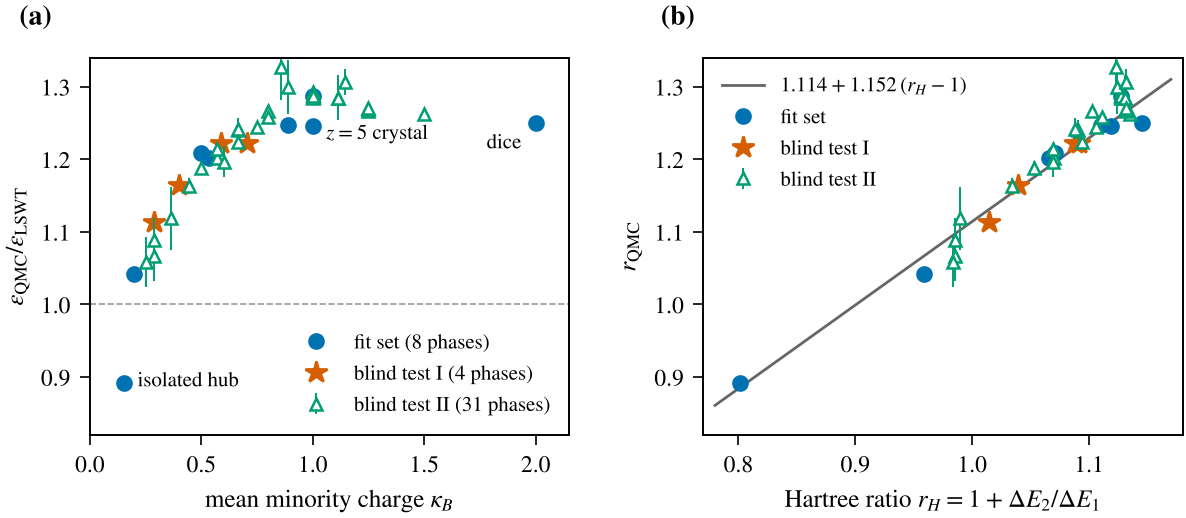 (a)
ε_QMC/ε_LSWT
1.3
1.2
1.1
1.0
0.9
z = 5 crystal
dice
isolated hub
fit set (8 phases)
blind test I (4 phases)
blind test II (31 phases)
0.0 0.5 1.0 1.5 2.0
mean minority charge κ_B
(b)
r_QMC
1.3
1.2
1.1
1.0
0.9
1.114 + 1.152 (r_H − 1)
fit set
blind test I
blind test II
0.8 0.9 1.0 1.1
Hartree ratio r_H = 1 + ΔE₂/ΔE₁